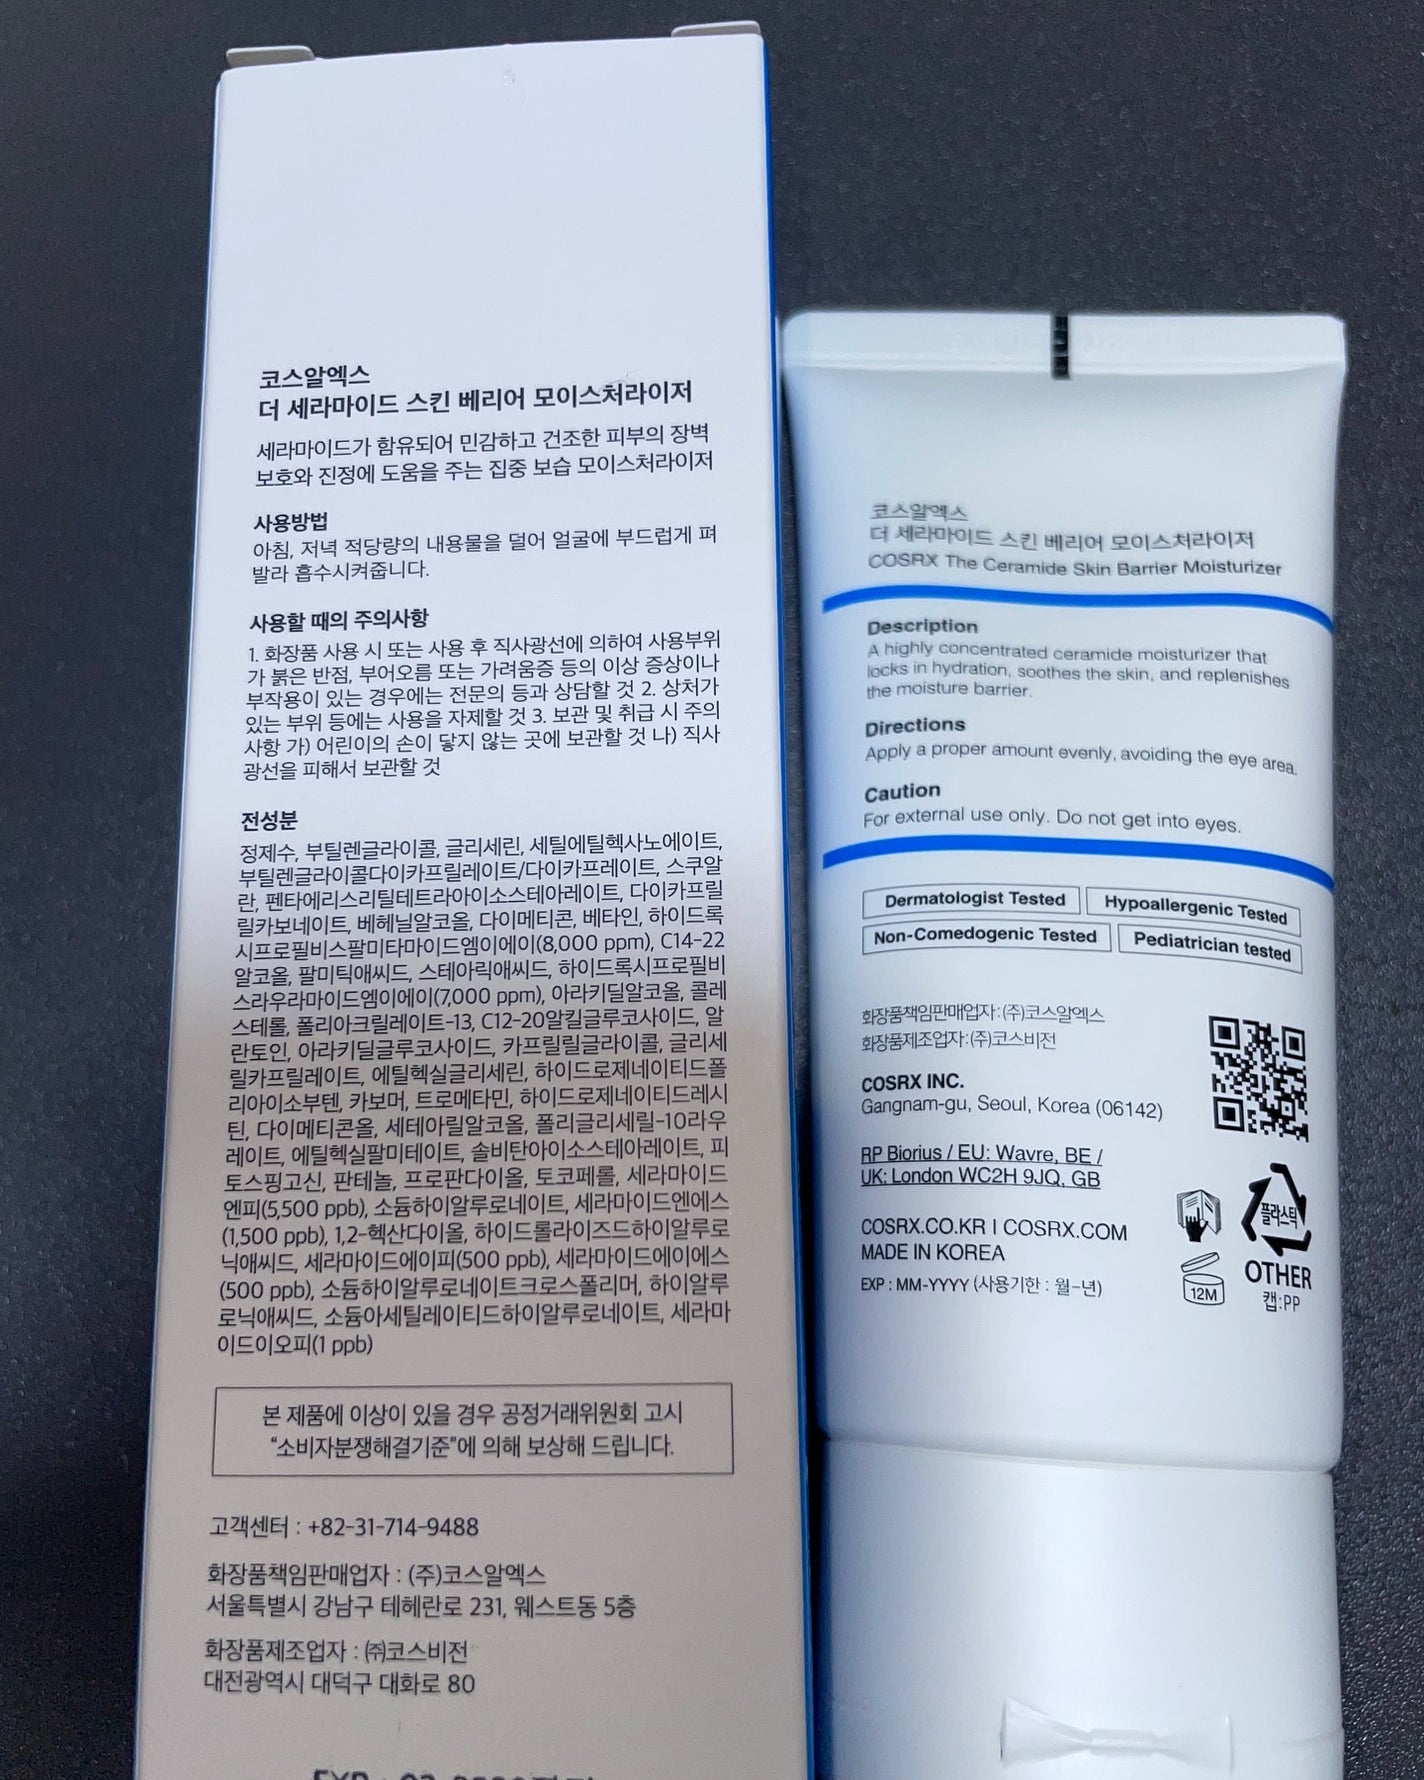 코스알엑스
더 세라마이드 스킨 베리어 모이스처라이저
세라마이드가 함유되어 민감하고 건조한 피부의 장벽
보호와 진정에 도움을 주는 집중 보습 모이스처라이저
사용방법
아침, 저녁 적당량의 내용물을 덜어 얼굴에 부드럽게 펴
발라 흡수시켜줍니다.
사용할 때의 주의사항
1. 화장품 사용 시 또는 사용 후 직사광선에 의하여 사용부위
가 붉은 반점, 부어오름 또는 가려움증 등의 이상 증상이나
부작용이 있는 경우에는 전문의 등과 상담할 것 2. 상처가
있는 부위 등에는 사용을 자제할 것 3. 보관 및 취급 시 주의
사항 가) 어린이의 손이 닿지 않는 곳에 보관할 것 나) 직사
광선을 피해서 보관할 것
전성분
정제수, 부틸렌글라이콜, 글리세린, 세틸에틸헥사노에이트,
부틸렌글라이콜다이카프릴레이트/다이카프레이트, 스쿠알
란, 펜타에리스리틸테트라아이소스테아레이트, 다이카프릴
릴카보네이트, 베헤닐알코올, 다이메티콘, 베타인, 하이드록
시프로필비스팔미타마이드엠이에이(8,000 ppm), C14-22
알코올, 팔미틱애씨드, 스테아릭애씨드, 하이드록시프로필비
스라우라마이드엠이에이(7,000 ppm), 아라키딜알코올, 콜레
스테롤, 폴리아크릴레이트-13, C12-20알킬글루코사이드, 알
란토인, 아라키딜글루코사이드, 카프릴릴글라이콜, 글리세
릴카프릴레이트, 에틸헥실글리세린, 하이드로제네이티드폴
리아이소부텐, 카보머, 트로메타민, 하이드로제네이티드레시
틴, 다이메티콘올, 세테아릴알코올, 폴리글리세릴-10라우
레이트, 에틸헥실팔미테이트, 솔비탄아이소스테아레이트, 피
토스핑고신, 판테놀, 프로판다이올, 토코페롤, 세라마이드
엔피(5,500 ppb), 소듐하이알루로네이트, 세라마이드엔에스
(1,500 ppb), 1,2-헥산다이올, 하이드롤라이즈드하이알루로
닉애씨드, 세라마이드에이피(500 ppb), 세라마이드에이에스
(500 ppb), 소듐하이알루로네이트크로스폴리머, 하이알루
로닉애씨드, 소듐아세틸레이티드하이알루로네이트, 세라마
이드이오피(1 ppb)
본 제품에 이상이 있을 경우 공정거래위원회 고시
“소비자분쟁해결기준”에 의해 보상해 드립니다.
고객센터 : +82-31-714-9488
화장품책임판매업자 : (주)코스알엑스
서울특별시 강남구 테헤란로 231, 웨스트동 5층
화장품제조업자 : ㈜코스비전
대전광역시 대덕구 대화로 80
코스알엑스
더 세라마이드 스킨 베리어 모이스처라이저
COSRX The Ceramide Skin Barrier Moisturizer
Description
A highly concentrated ceramide moisturizer that
locks in hydration, soothes the skin, and replenishes
the moisture barrier.
Directions
Apply a proper amount evenly, avoiding the eye area.
Caution
For external use only. Do not get into eyes.
Dermatologist Tested
Hypoallergenic Tested
Non-Comedogenic Tested
Pediatrician tested
화장품책임판매업자:(주)코스알엑스
화장품제조업자:(주)코스비전
COSRX INC.
Gangnam-gu, Seoul, Korea (06142)
RP Biorius / EU: Wavre, BE /
UK: London WC2H 9JQ, GB
COSRX.CO.KR I COSRX.COM
MADE IN KOREA
EXP : MM-YYYY (사용기한 : 월-년)
플라스틱
OTHER
캡:PP
12M